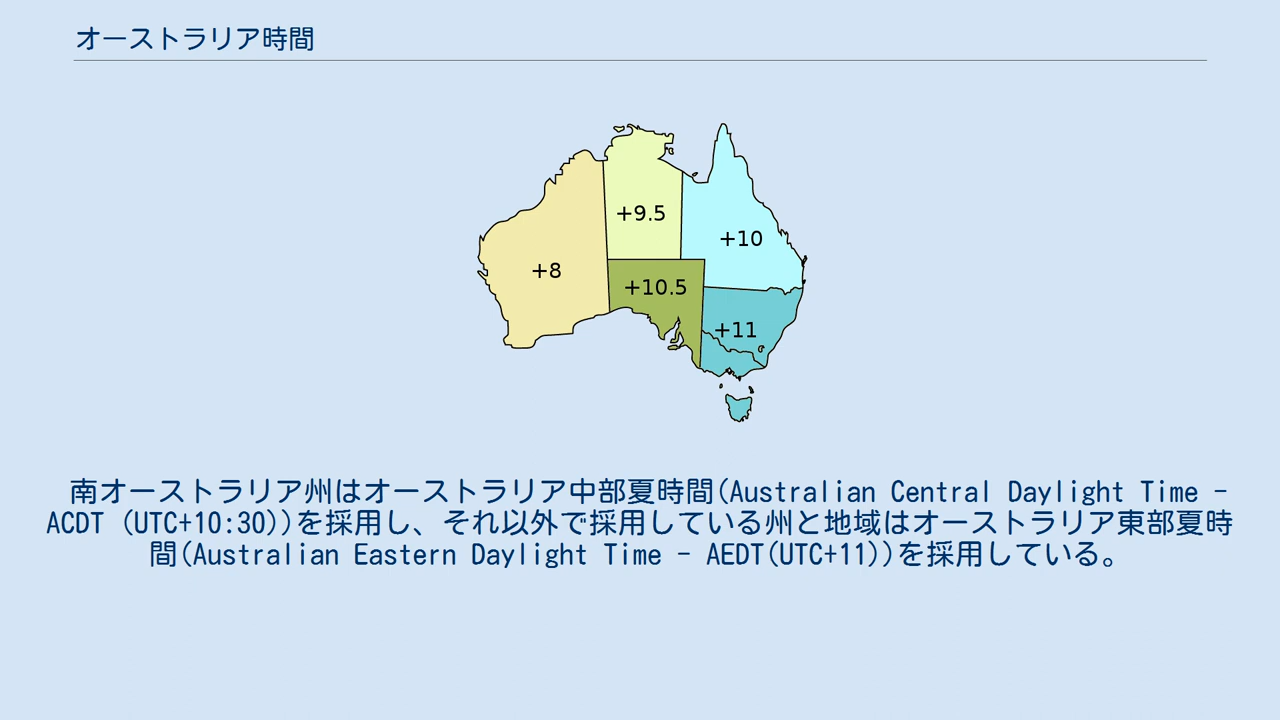 オーストラリア時間
+9.5
+10
+8
+10.5
+11
南オーストラリア州はオーストラリア中部夏時間(Australian Central Daylight Time -
ACDT (UTC+10:30))を採用し、それ以外で採用している州と地域はオーストラリア東部夏時
間(Australian Eastern Daylight Time - AEDT(UTC+11))を採用している。